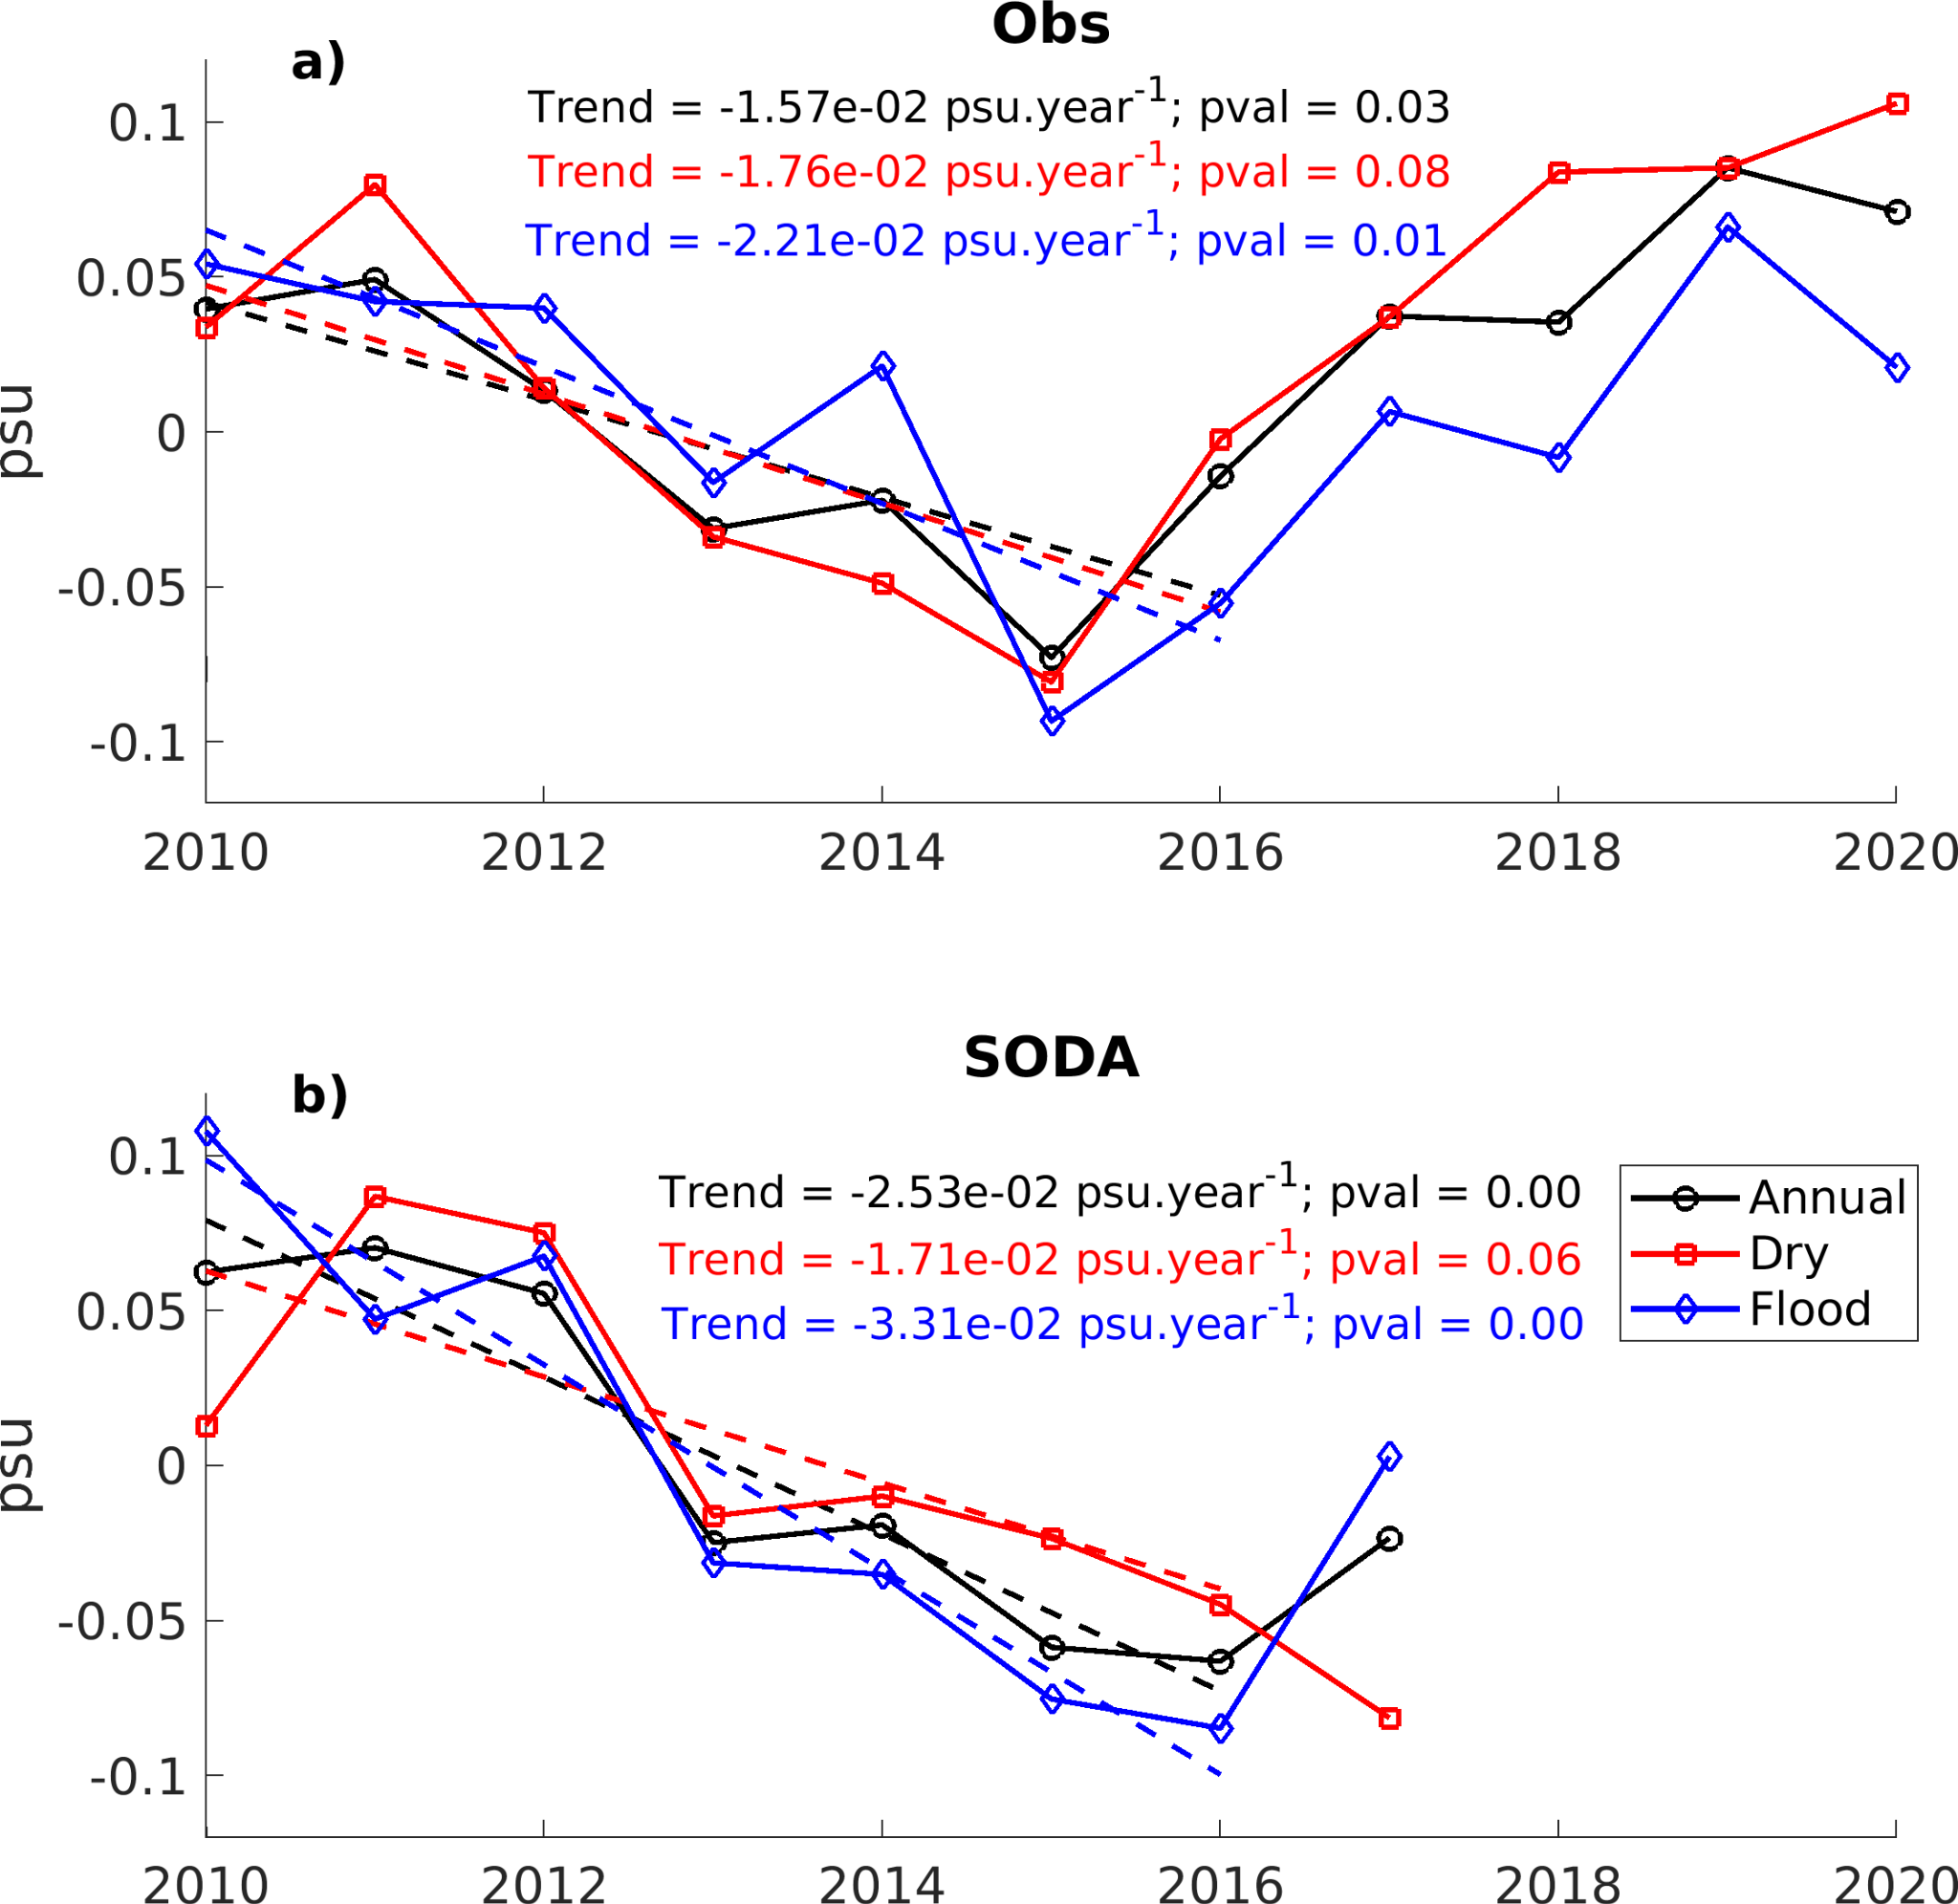 Obs
a)
Trend = -1.57e-02 psu.year-1; pval = 0.03
Trend = -1.76e-02 psu.year-1; pval = 0.08
Trend = -2.21e-02 psu.year-1; pval = 0.01
0.1
0.05
0
-0.05
-0.1
psu
2010 2012 2014 2016 2018 2020
SODA
b)
Trend = -2.53e-02 psu.year-1; pval = 0.00
Trend = -1.71e-02 psu.year-1; pval = 0.06
Trend = -3.31e-02 psu.year-1; pval = 0.00
Annual
Dry
Flood
0.1
0.05
0
-0.05
-0.1
psu
2010 2012 2014 2016 2018 2020